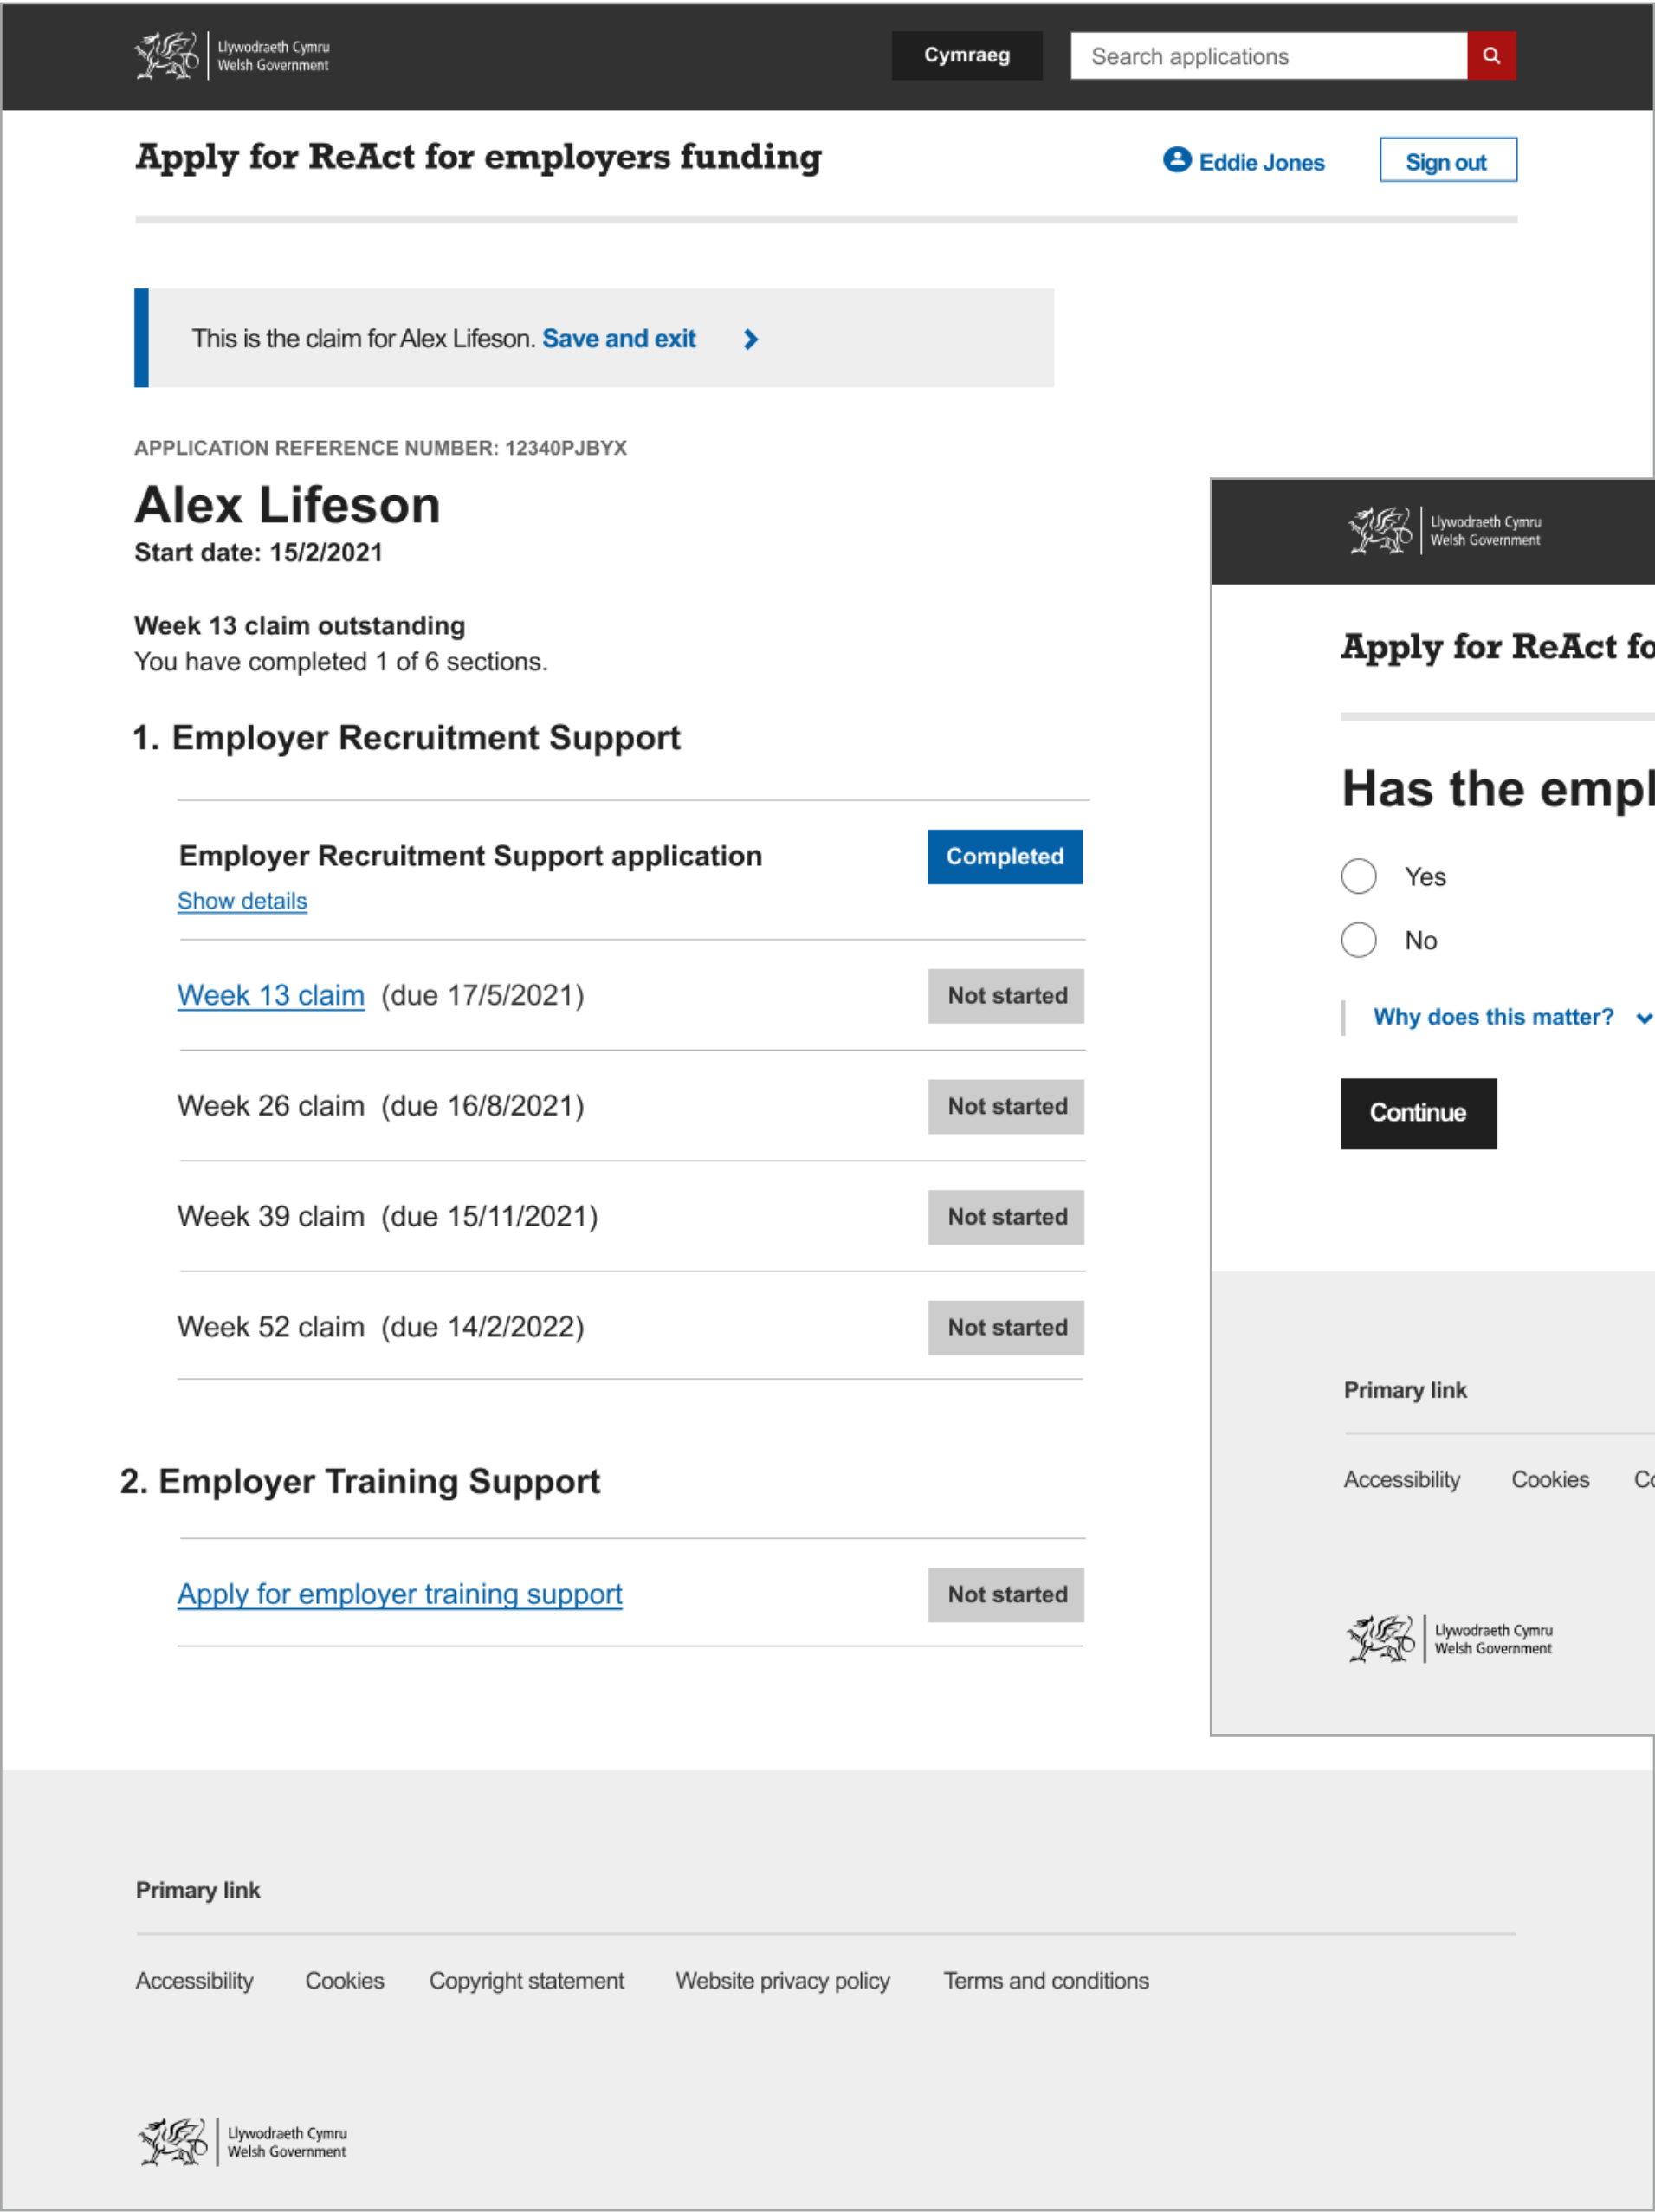 Llywodraeth Cymru
Welsh Government
Cymraeg
Search applications
Apply for ReAct for employers funding
Eddie Jones
Sign out
This is the claim for Alex Lifeson. Save and exit
APPLICATION REFERENCE NUMBER: 12340PJBYX
Alex Lifeson
Start date: 15/2/2021
Week 13 claim outstanding
You have completed 1 of 6 sections.
1. Employer Recruitment Support
Employer Recruitment Support application
Completed
Show details
Week 13 claim (due 17/5/2021)
Not started
Week 26 claim (due 16/8/2021)
Not started
Week 39 claim (due 15/11/2021)
Not started
Week 52 claim (due 14/2/2022)
Not started
2. Employer Training Support
Apply for employer training support
Not started
Primary link
Accessibility Cookies Copyright statement Website privacy policy Terms and conditions
Llywodraeth Cymru
Welsh Government
Llywodraeth Cymru
Welsh Government
Apply for ReAct fo
Has the empl
Yes
No
Why does this matter?
Continue
Primary link
Accessibility Cookies Co
Llywodraeth Cymru
Welsh Government